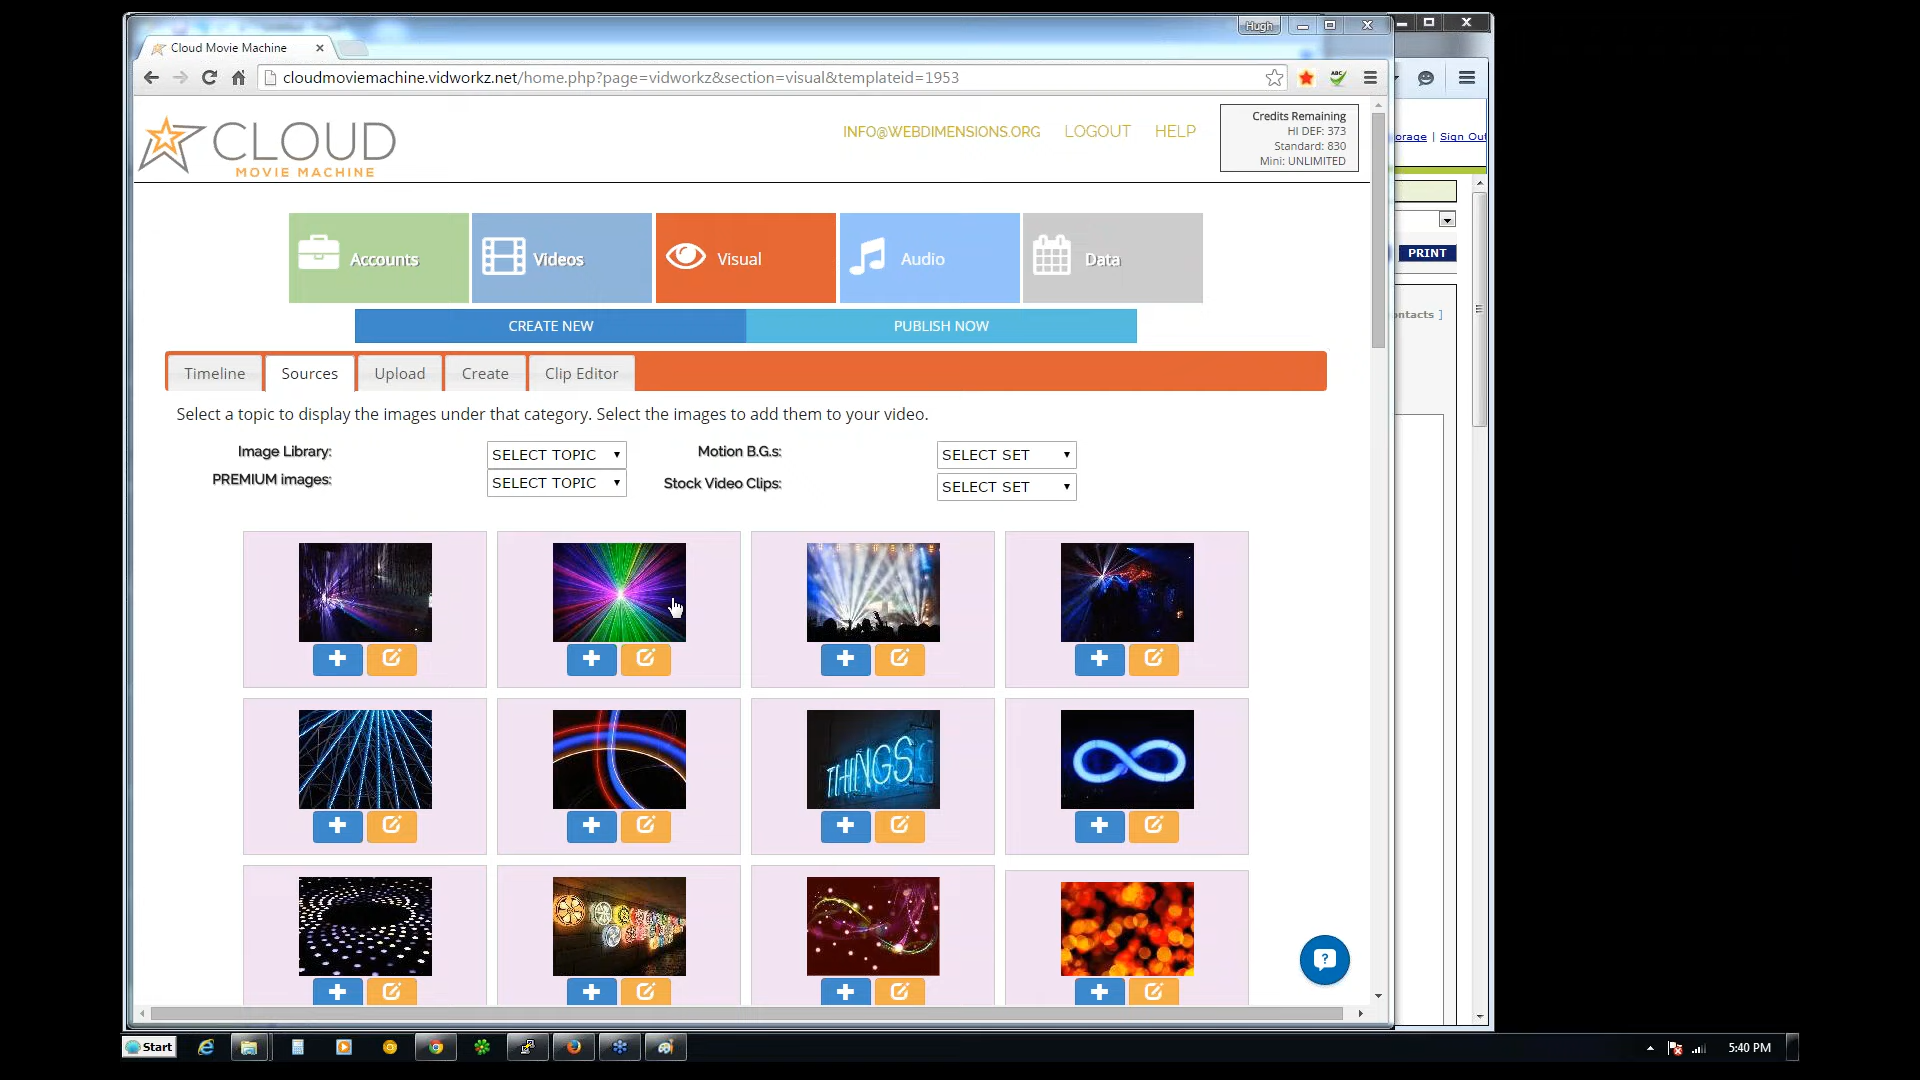 Hugh
Cloud Movie Machine
cloudmoviemachine.vidworkz.net/home.php?page=vidworkz&section=visual&templateid=1953
CLOUD
MOVIE MACHINE
INFO@WEBDIMENSIONS.ORG LOGOUT HELP
Credits Remaining
HI DEF: 373
Standard: 830
Mini: UNLIMITED
orage | Sign Out
PRINT
ontacts ]
Accounts Videos Visual Audio Data
CREATE NEW PUBLISH NOW
Timeline Sources Upload Create Clip Editor
Select a topic to display the images under that category. Select the images to add them to your video.
Image Library: SELECT TOPIC Motion B.G.s: SELECT SET
PREMIUM images: SELECT TOPIC Stock Video Clips: SELECT SET
THINGS
Start
5:40 PM